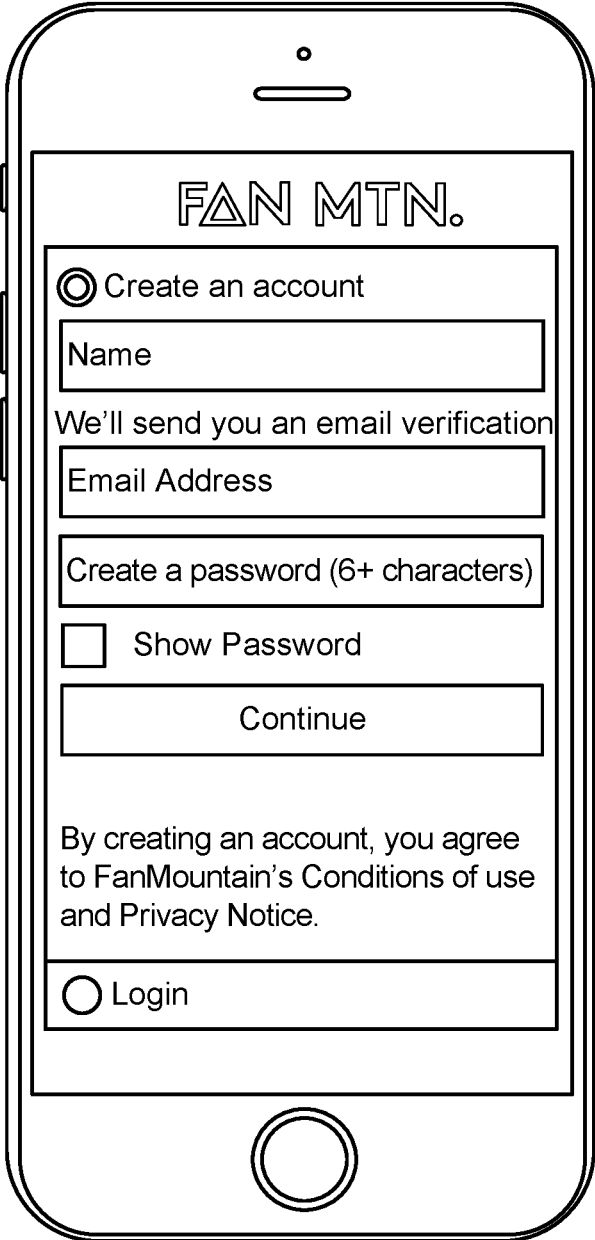 FAN MTN.
Create an account
Name
We’ll send you an email verification
Email Address
Create a password (6+ characters)
Show Password
Continue
By creating an account, you agree
to FanMountain’s Conditions of use
and Privacy Notice.
Login